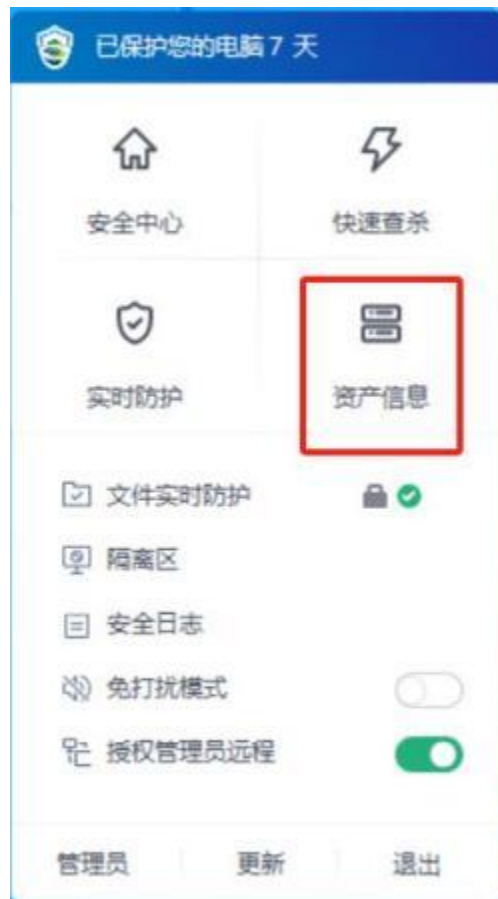 已保护您的电脑 7 天
安全中心 快速查杀
实时防护 资产信息
文件实时防护
隔离区
安全日志
免打扰模式
授权管理员远程
管理员 更新 退出